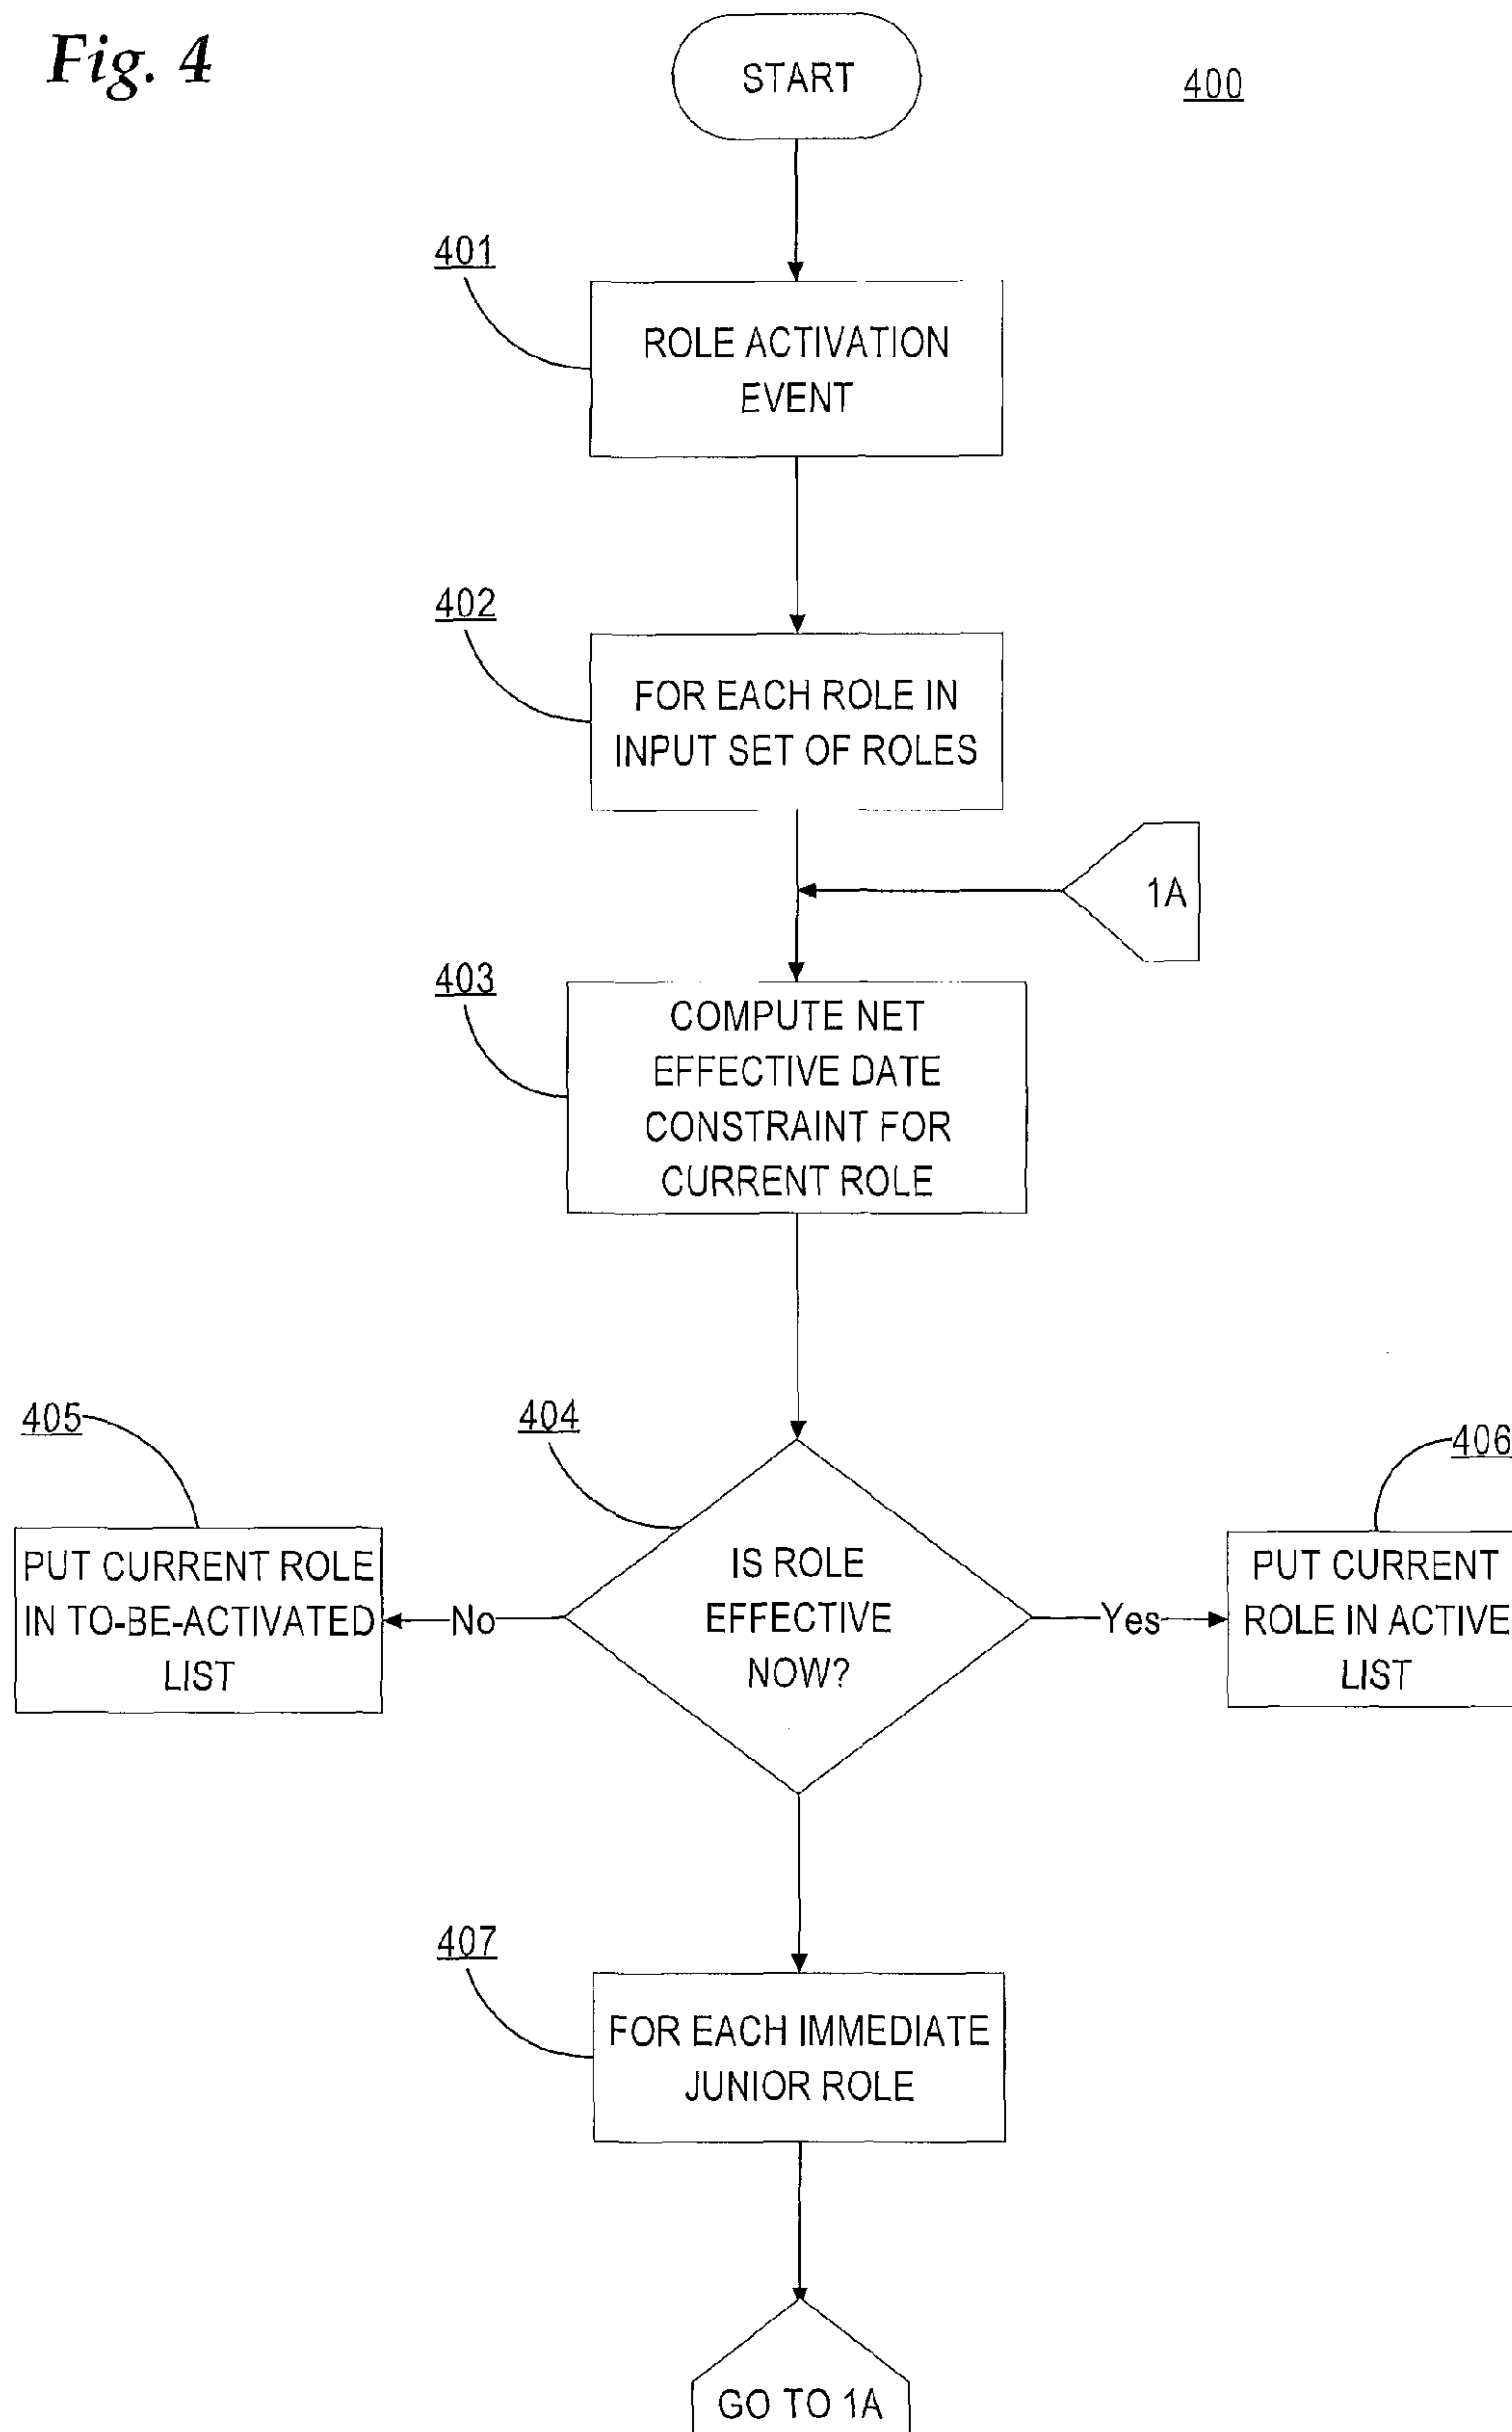 Fig. 4
START
400
401
ROLE ACTIVATION
EVENT
402
FOR EACH ROLE IN
INPUT SET OF ROLES
1A
403
COMPUTE NET
EFFECTIVE DATE
CONSTRAINT FOR
CURRENT ROLE
405
404
406
PUT CURRENT ROLE
IN TO-BE-ACTIVATED
LIST
No
IS ROLE
EFFECTIVE
NOW?
Yes
PUT CURRENT
ROLE IN ACTIVE
LIST
407
FOR EACH IMMEDIATE
JUNIOR ROLE
GO TO 1A